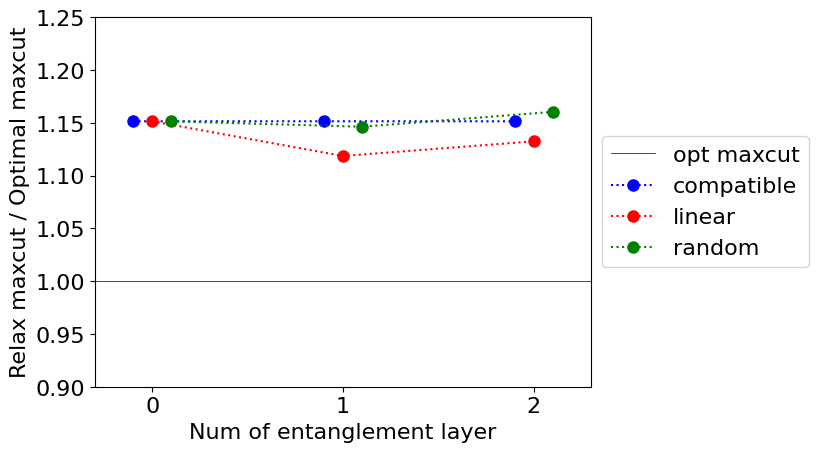 Relax maxcut / Optimal maxcut
1.25
1.20
1.15
1.10
1.05
1.00
0.95
0.90
0
1
2
Num of entanglement layer
opt maxcut
compatible
linear
random